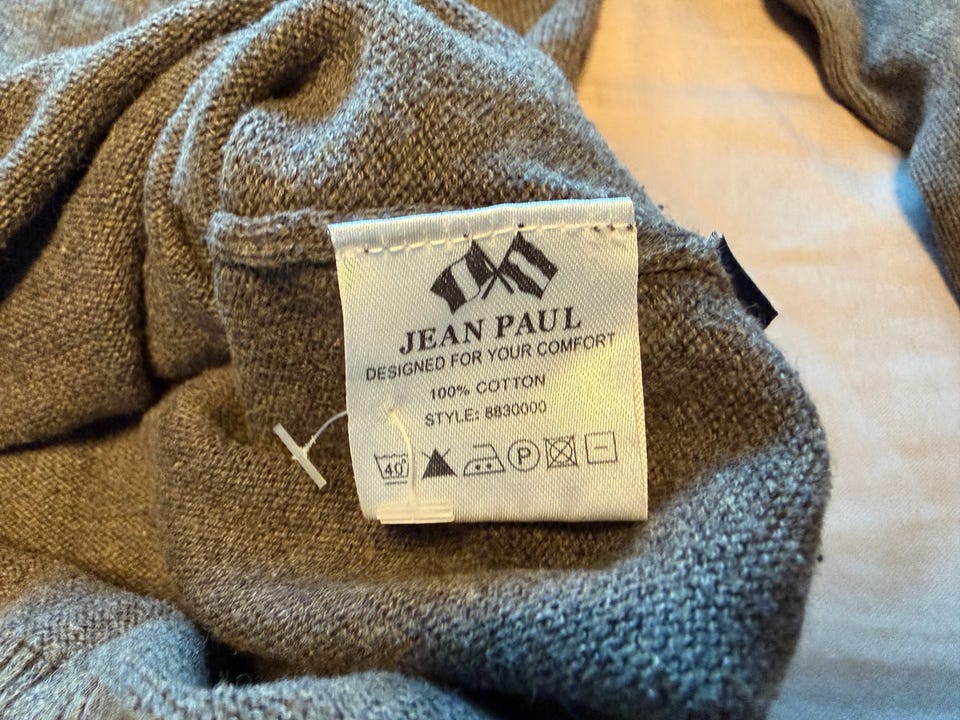 JEAN PAUL
DESIGNED FOR YOUR COMFORT
100% COTTON
STYLE: 8830000
40° P